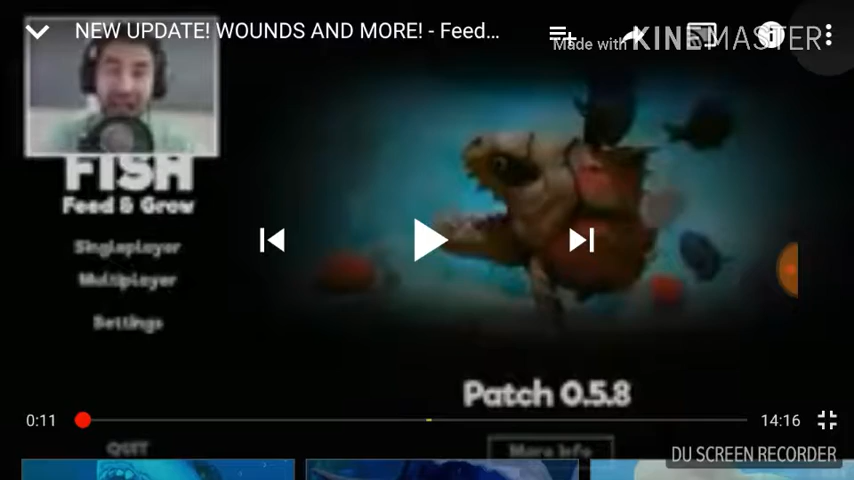 NEW UPDATE! WOUNDS AND MORE! - Feed...
Made with KINEMASTER
FISH
Feed & Grow
Singleplayer
Multiplayer
Settings
Patch 0.5.8
0:11
14:16
QUIT
More Info
DU SCREEN RECORDER